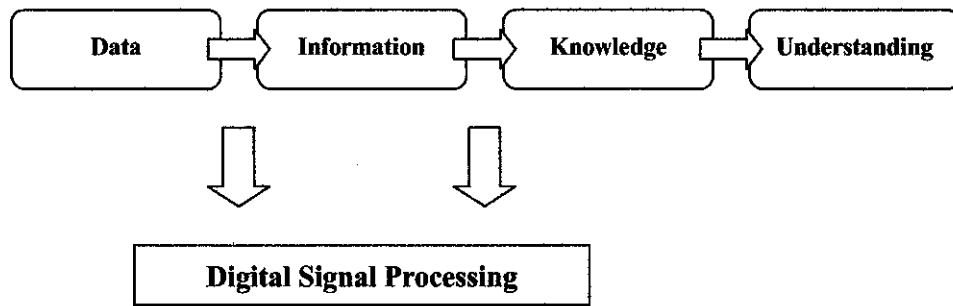 Data
Information
Knowledge
Understanding
Digital Signal Processing